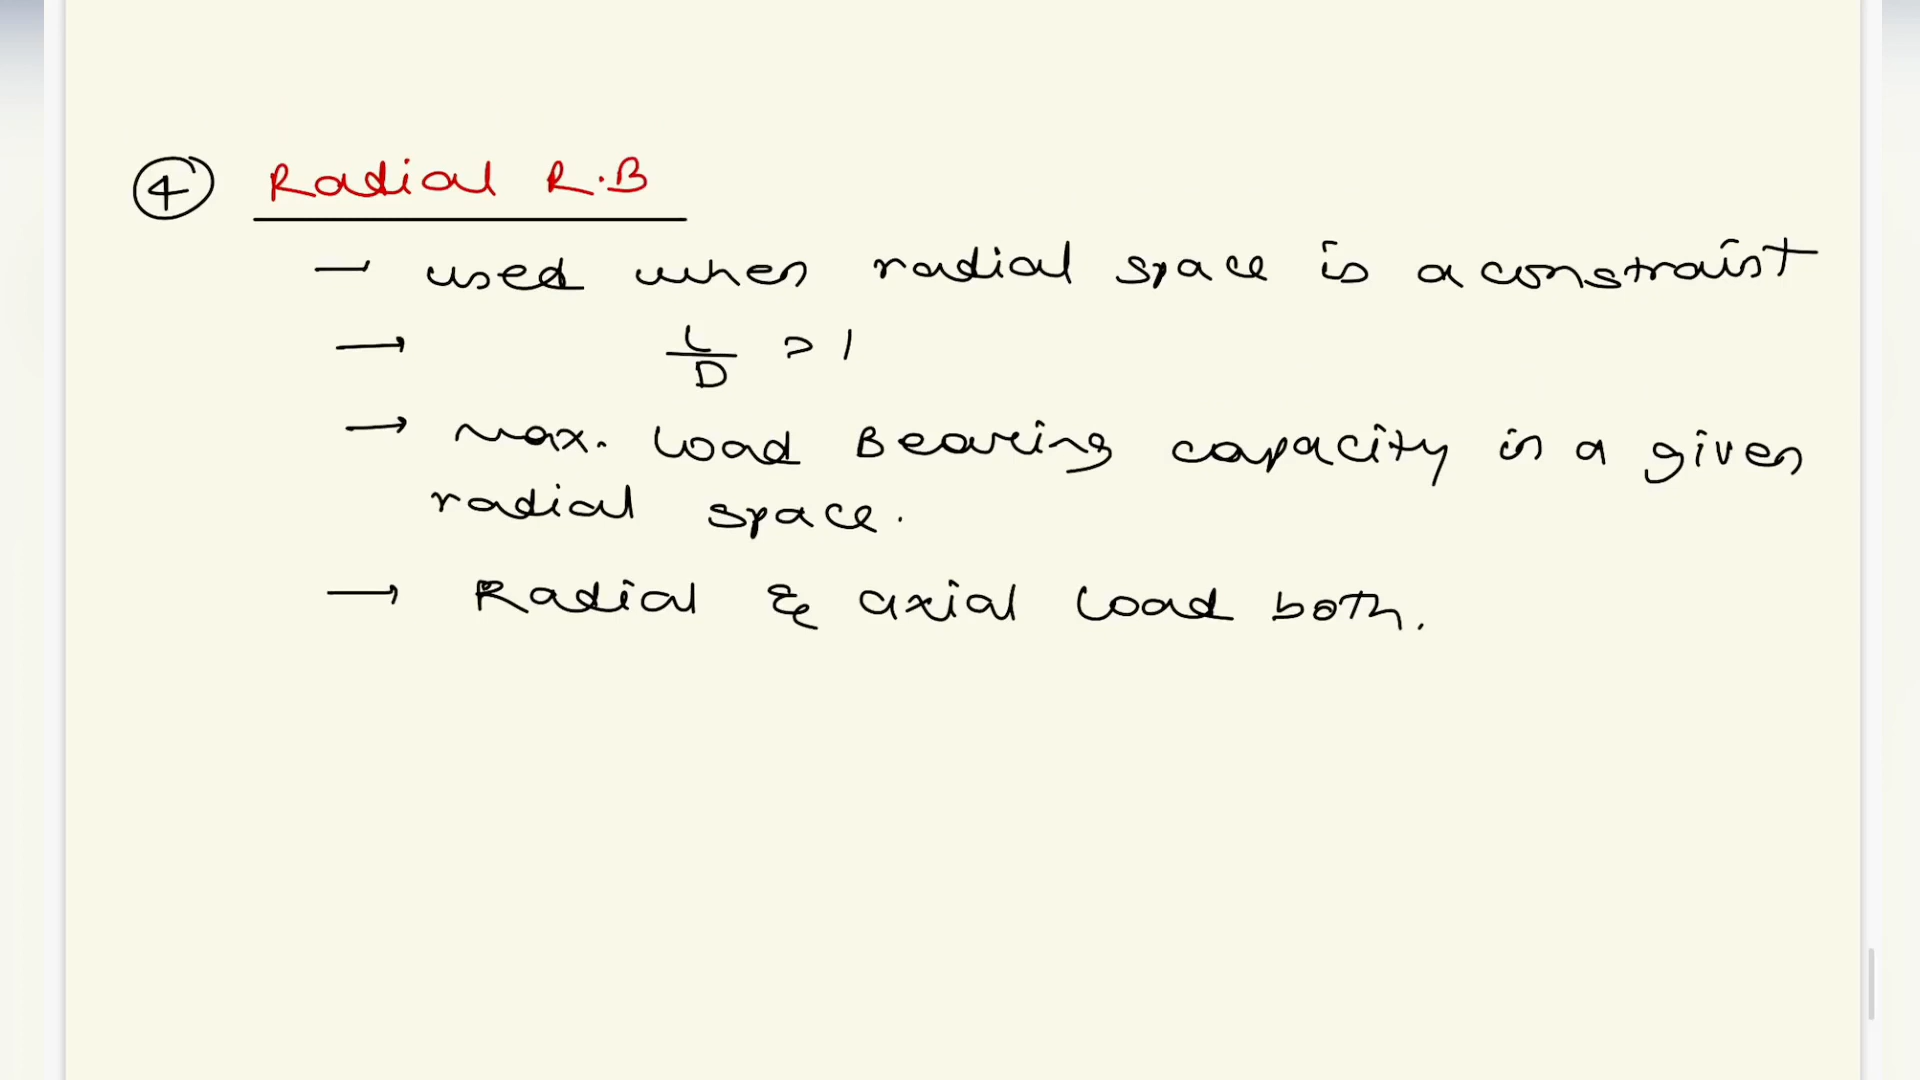 ④ Radial R.B
— used when radial space is a constraint
→ L/D > 1
→ Max. Load Bearing capacity in a given
radial space.
→ Radial & axial load both.